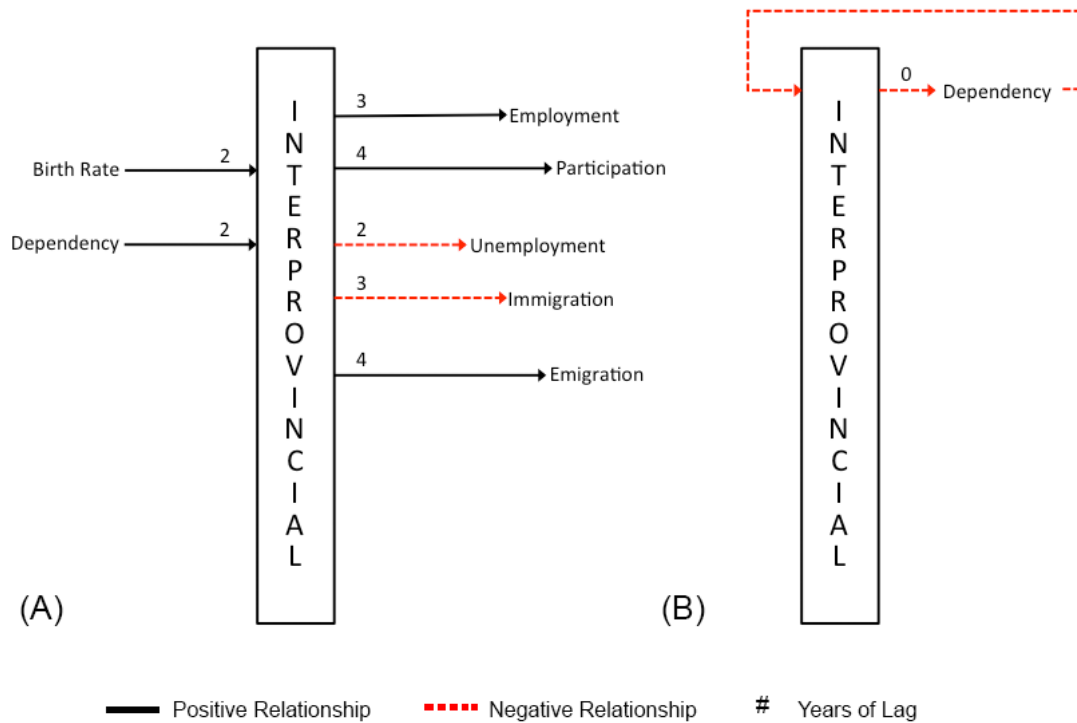 INTERPROVINCIAL
Birth Rate
2
Dependency
2
3
Employment
4
Participation
2
Unemployment
3
Immigration
4
Emigration
(A)
INTERPROVINCIAL
0
Dependency
(B)
Positive Relationship
Negative Relationship
# Years of Lag